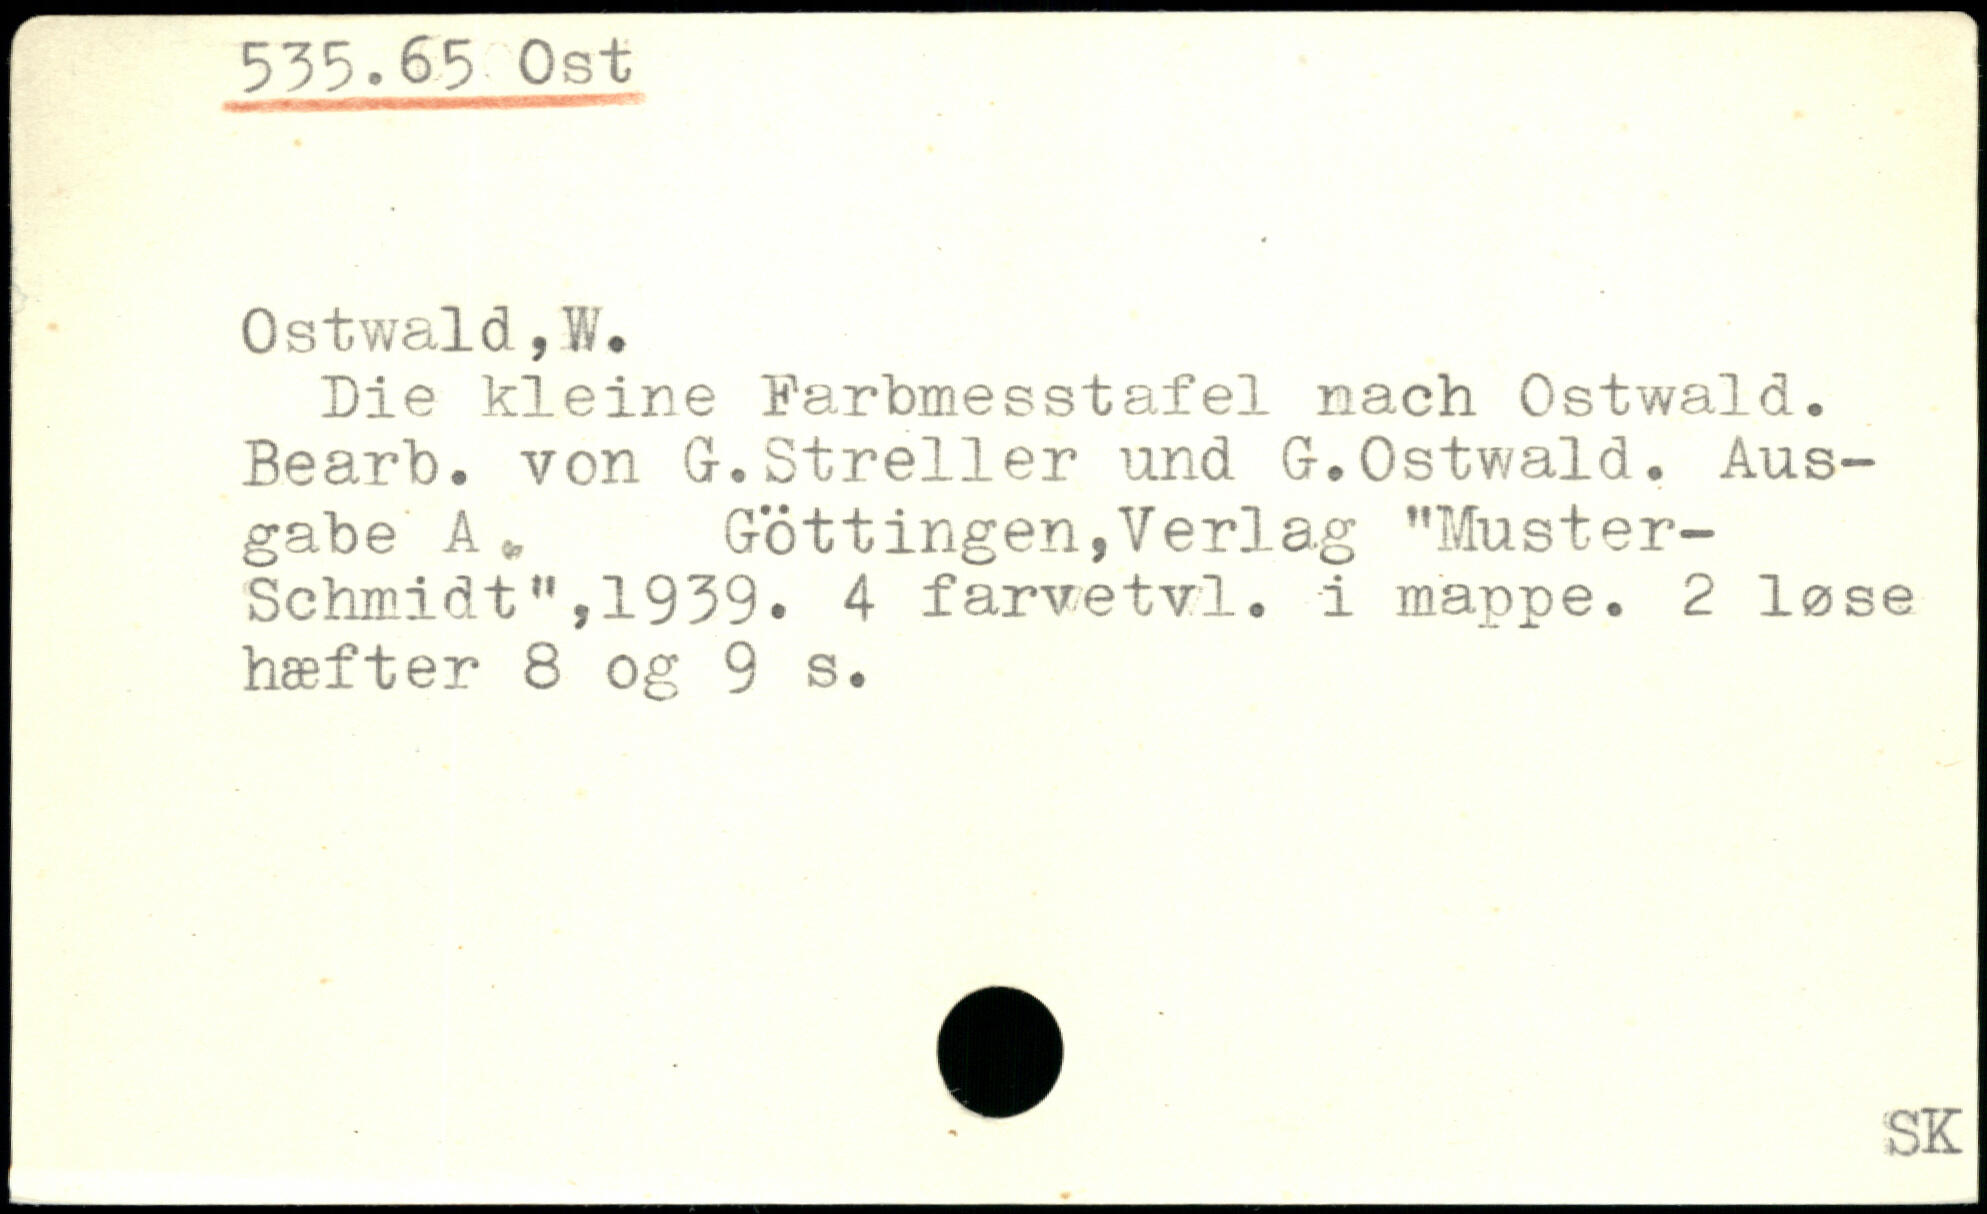 535.65 Ost
Ostwald,W.
Die kleine Farbmesstafel nach Ostwald.
Bearb. von G.Streller und G.Ostwald. Aus-
gabe A. Göttingen,Verlag "Muster-
Schmidt",1939. 4 farvetvl. i mappe. 2 løse
hæfter 8 og 9 s.
SK